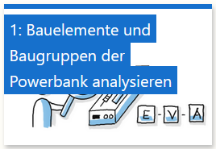 1: Bauelemente und
Baugruppen der
Powerbank analysieren
E-V-A